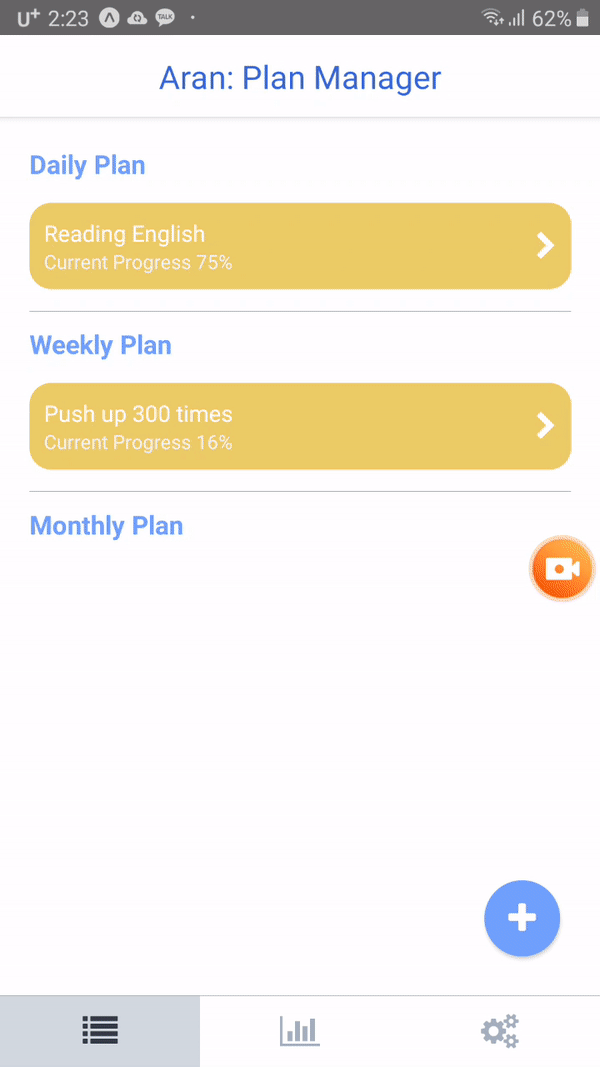 U+ 2:23 TALK 62%
Aran: Plan Manager
Daily Plan
Reading English
Current Progress 75%
Weekly Plan
Push up 300 times
Current Progress 16%
Monthly Plan